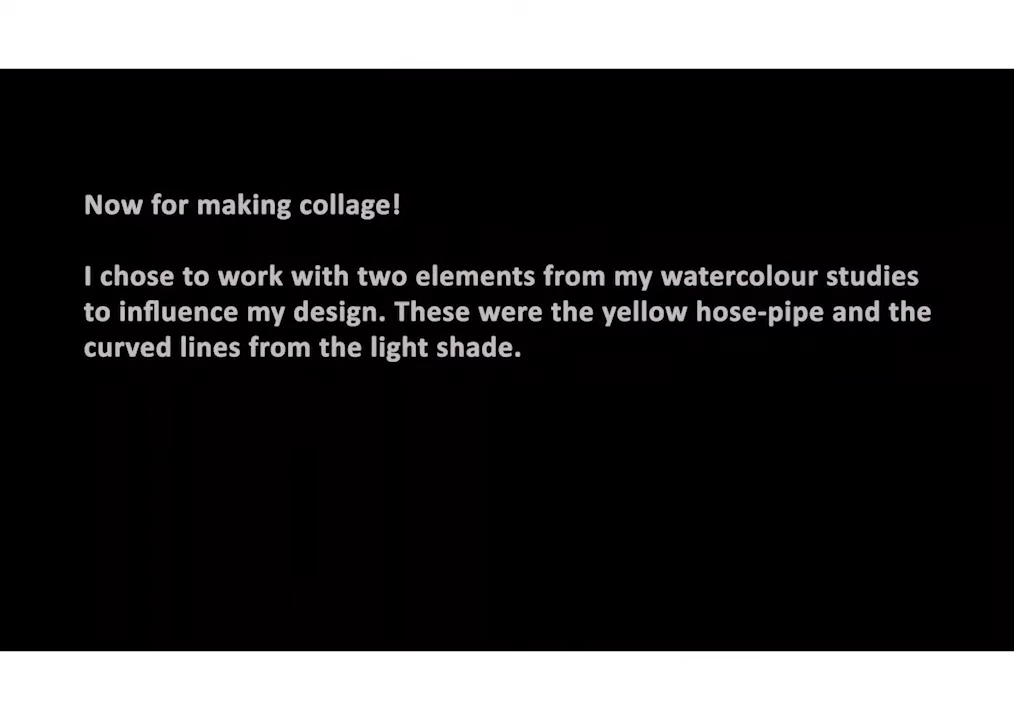 Now for making collage!
I chose to work with two elements from my watercolour studies
to influence my design. These were the yellow hose-pipe and the
curved lines from the light shade.